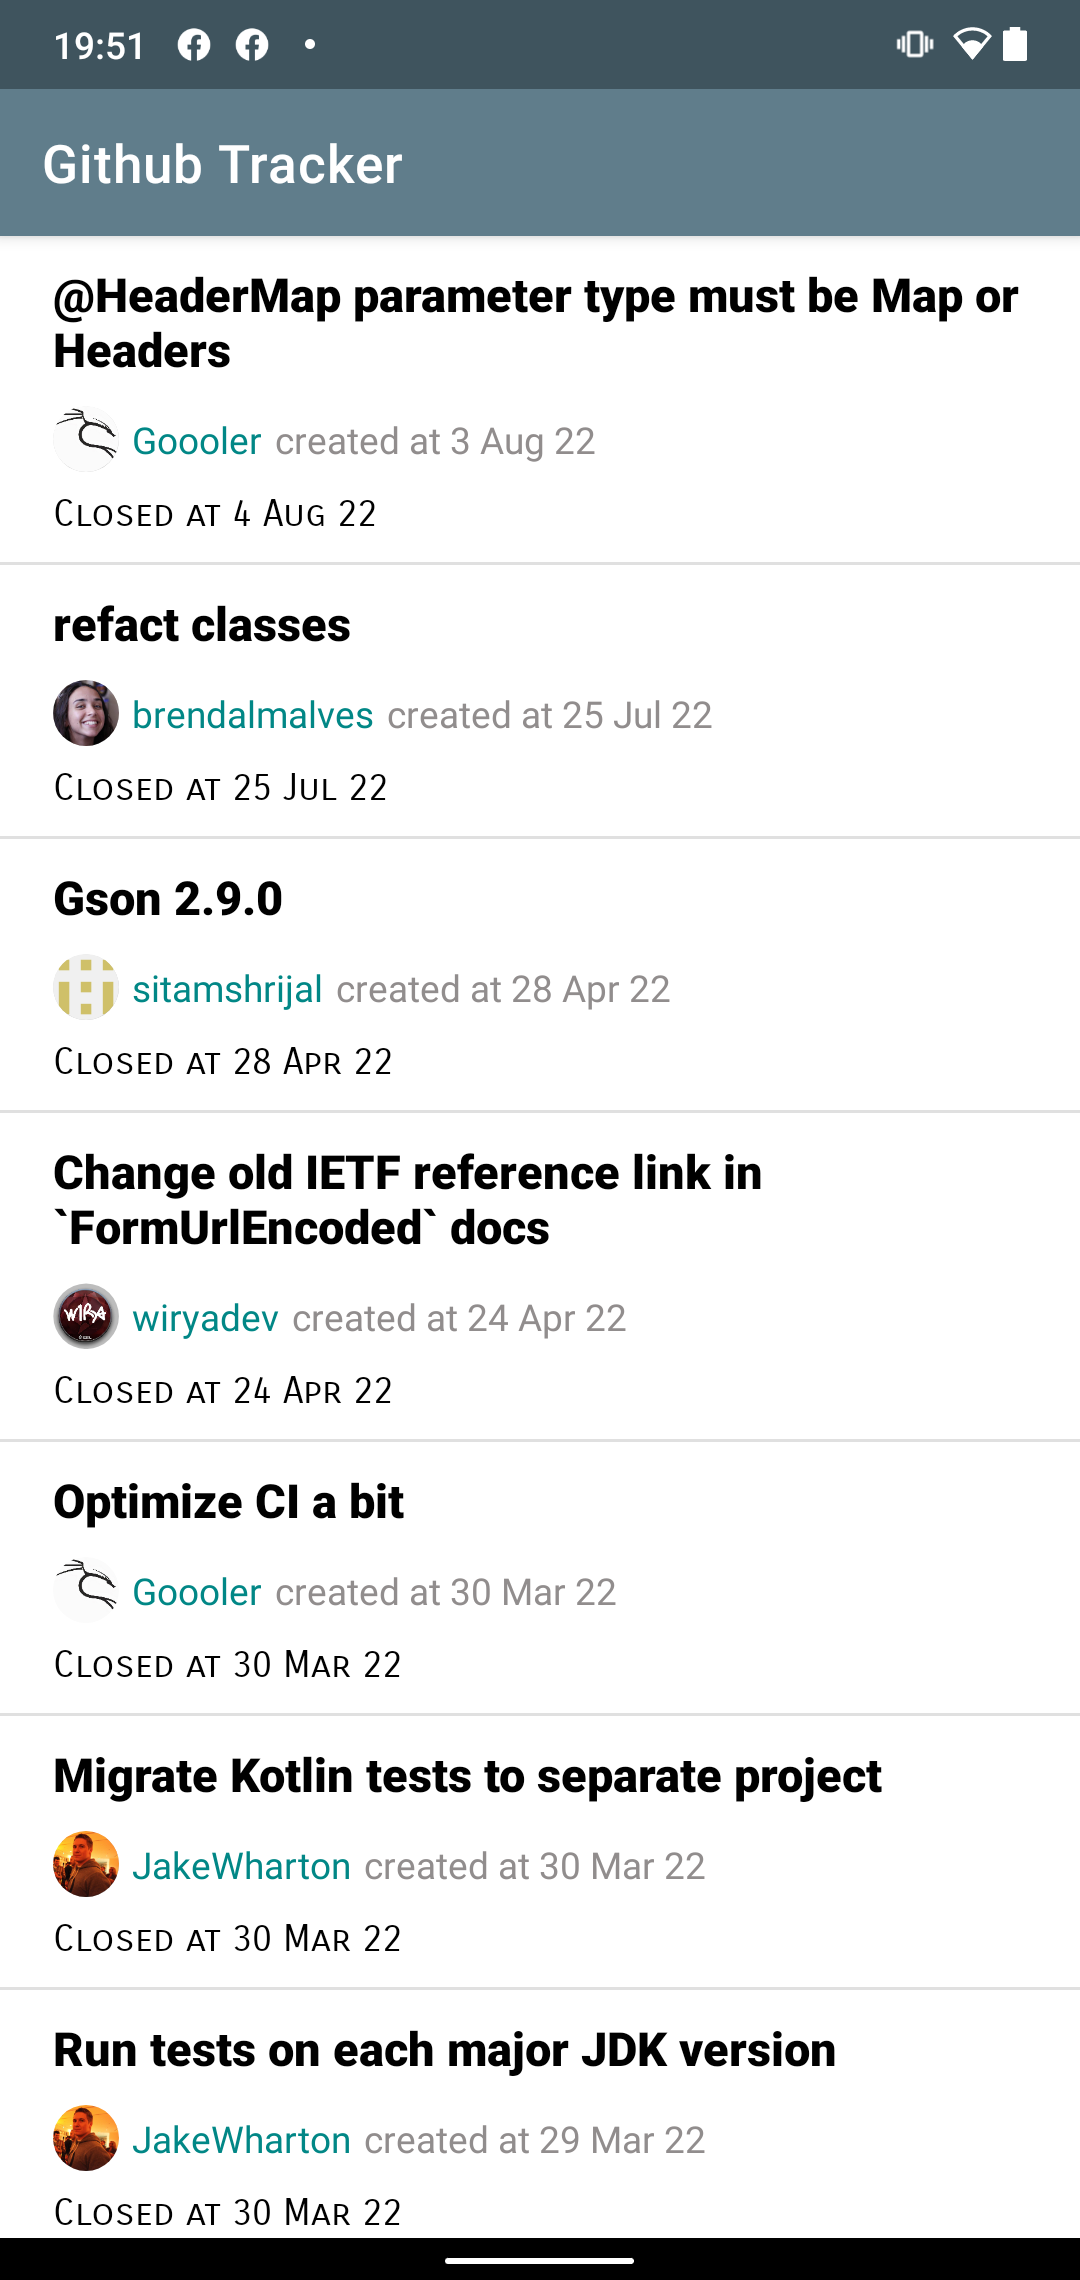 19:51
Github Tracker
@HeaderMap parameter type must be Map or
Headers
Goooler created at 3 Aug 22
Closed at 4 Aug 22
refact classes
brendalmalves created at 25 Jul 22
Closed at 25 Jul 22
Gson 2.9.0
sitamshrijal created at 28 Apr 22
Closed at 28 Apr 22
Change old IETF reference link in
`FormUrlEncoded` docs
WIRA
wiryadev created at 24 Apr 22
Closed at 24 Apr 22
Optimize CI a bit
Goooler created at 30 Mar 22
Closed at 30 Mar 22
Migrate Kotlin tests to separate project
JakeWharton created at 30 Mar 22
Closed at 30 Mar 22
Run tests on each major JDK version
JakeWharton created at 29 Mar 22
Closed at 30 Mar 22